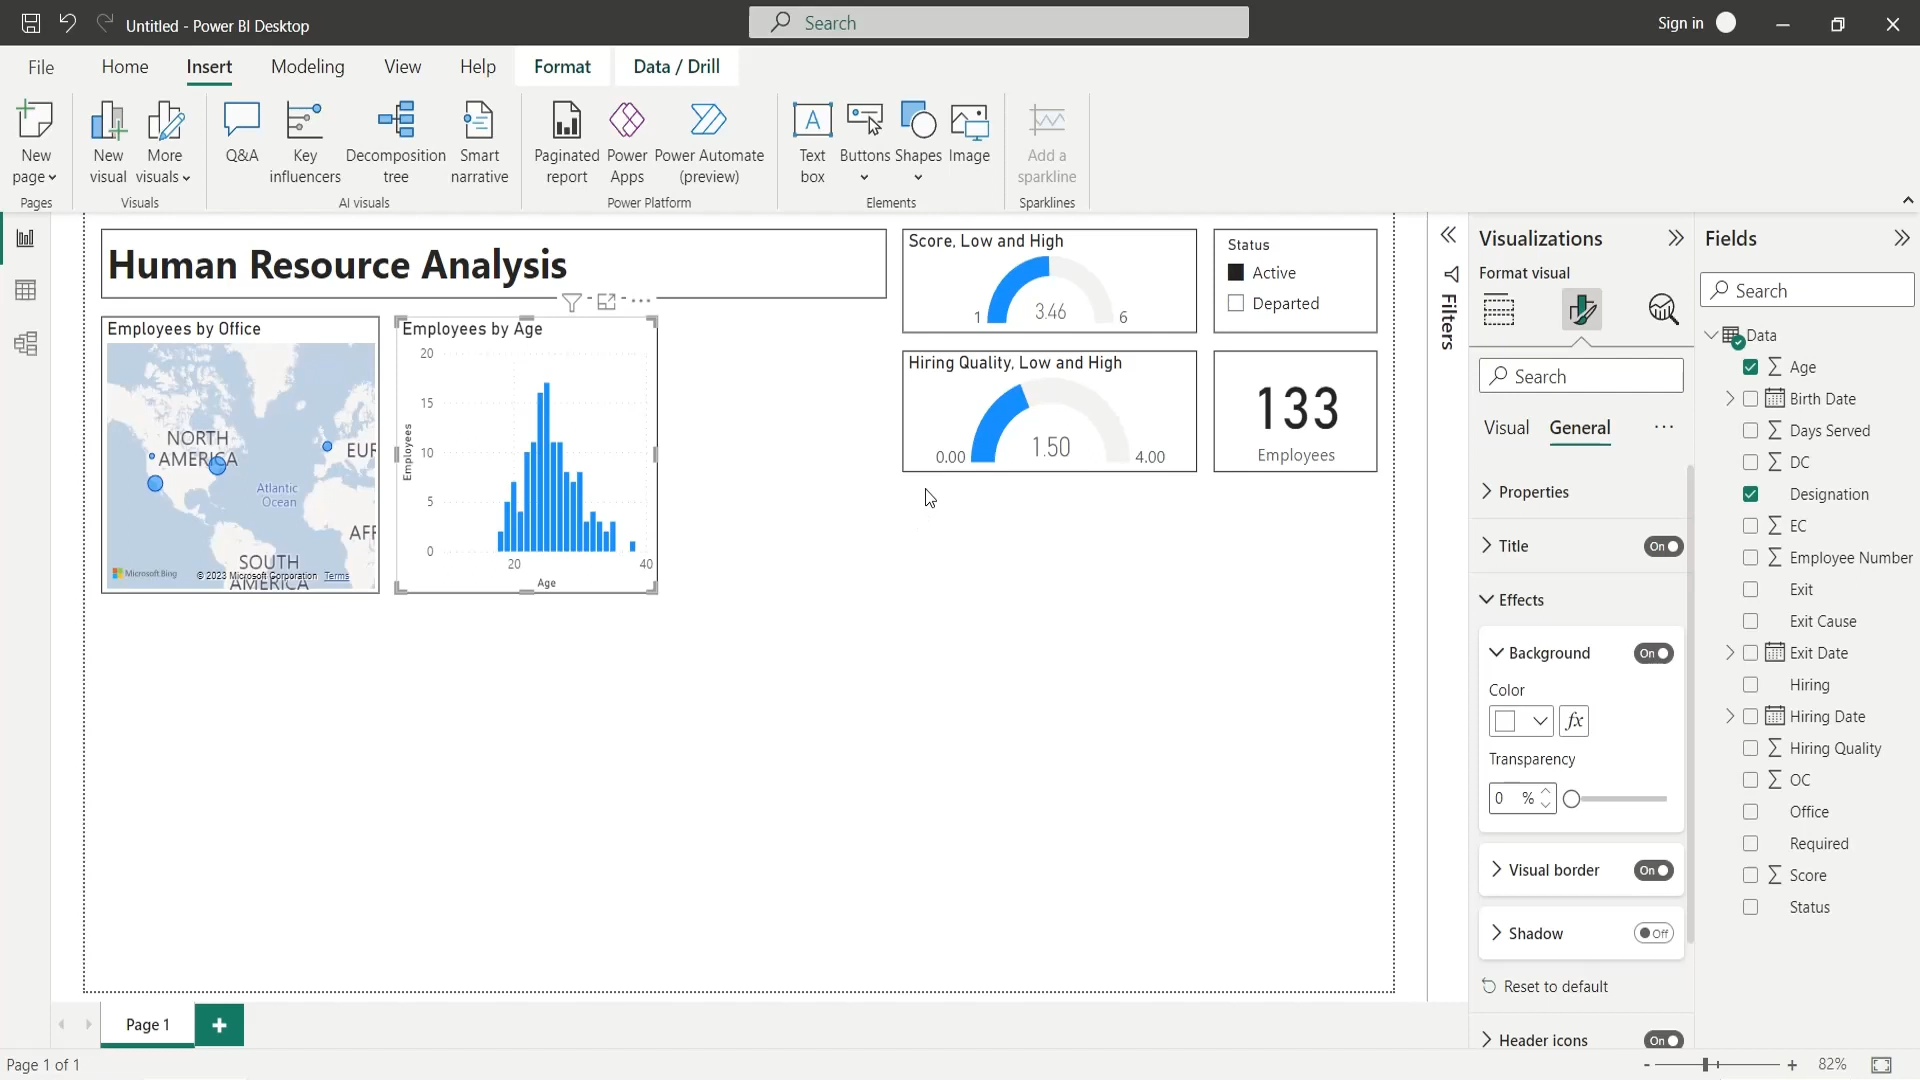 Untitled - Power BI Desktop
Search
Sign in
File
Home
Insert
Modeling
View
Help
Format
Data / Drill
New page
New visual
More visuals
Q&A
Key influencers
Decomposition tree
Smart narrative
Paginated report
Power Apps
Power Automate (preview)
Text box
Buttons
Shapes
Image
Add a sparkline
Pages
Visuals
AI visuals
Power Platform
Elements
Sparklines
Human Resource Analysis
Score, Low and High
1
3.46
6
Status
Active
Departed
Employees by Office
NORTH AMERICA
EUR
Atlantic Ocean
AFF
SOUTH AMERICA
Microsoft Bing
© 2023 Microsoft Corporation
Terms
Employees by Age
20
15
10
5
0
Employees
20
40
Age
Hiring Quality, Low and High
0.00
1.50
4.00
133
Employees
Filters
Visualizations
Format visual
Search
Visual
General
Properties
Title
On
Effects
Background
On
Color
fx
Transparency
0 %
Visual border
On
Shadow
Off
Reset to default
Header icons
On
Fields
Search
Data
Age
Birth Date
Days Served
DC
Designation
EC
Employee Number
Exit
Exit Cause
Exit Date
Hiring
Hiring Date
Hiring Quality
OC
Office
Required
Score
Status
Page 1
Page 1 of 1
- + 82%